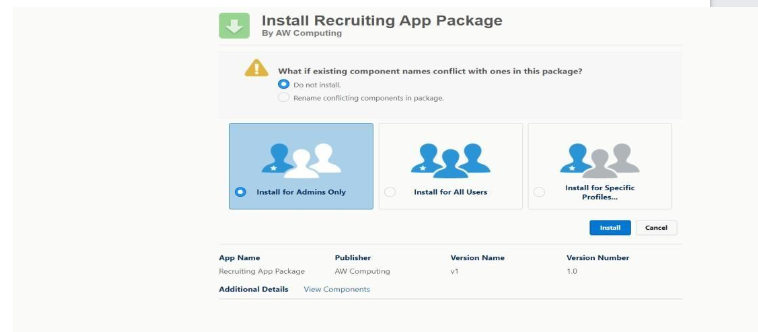 Install Recruiting App Package
By AW Computing
What if existing component names conflict with ones in this package?
Do not install.
Rename conflicting components in package.
Install for Admins Only
Install for All Users
Install for Specific
Profiles...
Install Cancel
App Name Publisher Version Name Version Number
Recruiting App Package AW Computing v1 1.0
Additional Details View Components